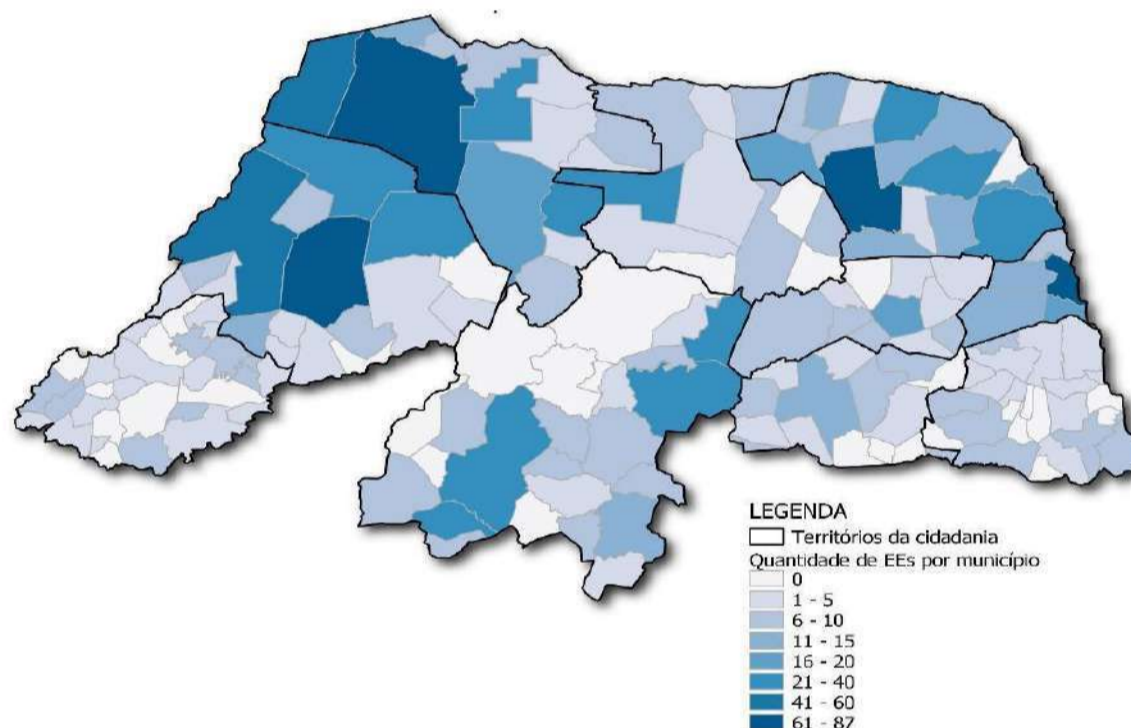 LEGENDA
Territórios da cidadania
Quantidade de EEs por município
0
1 - 5
6 - 10
11 - 15
16 - 20
21 - 40
41 - 60
61 - 87